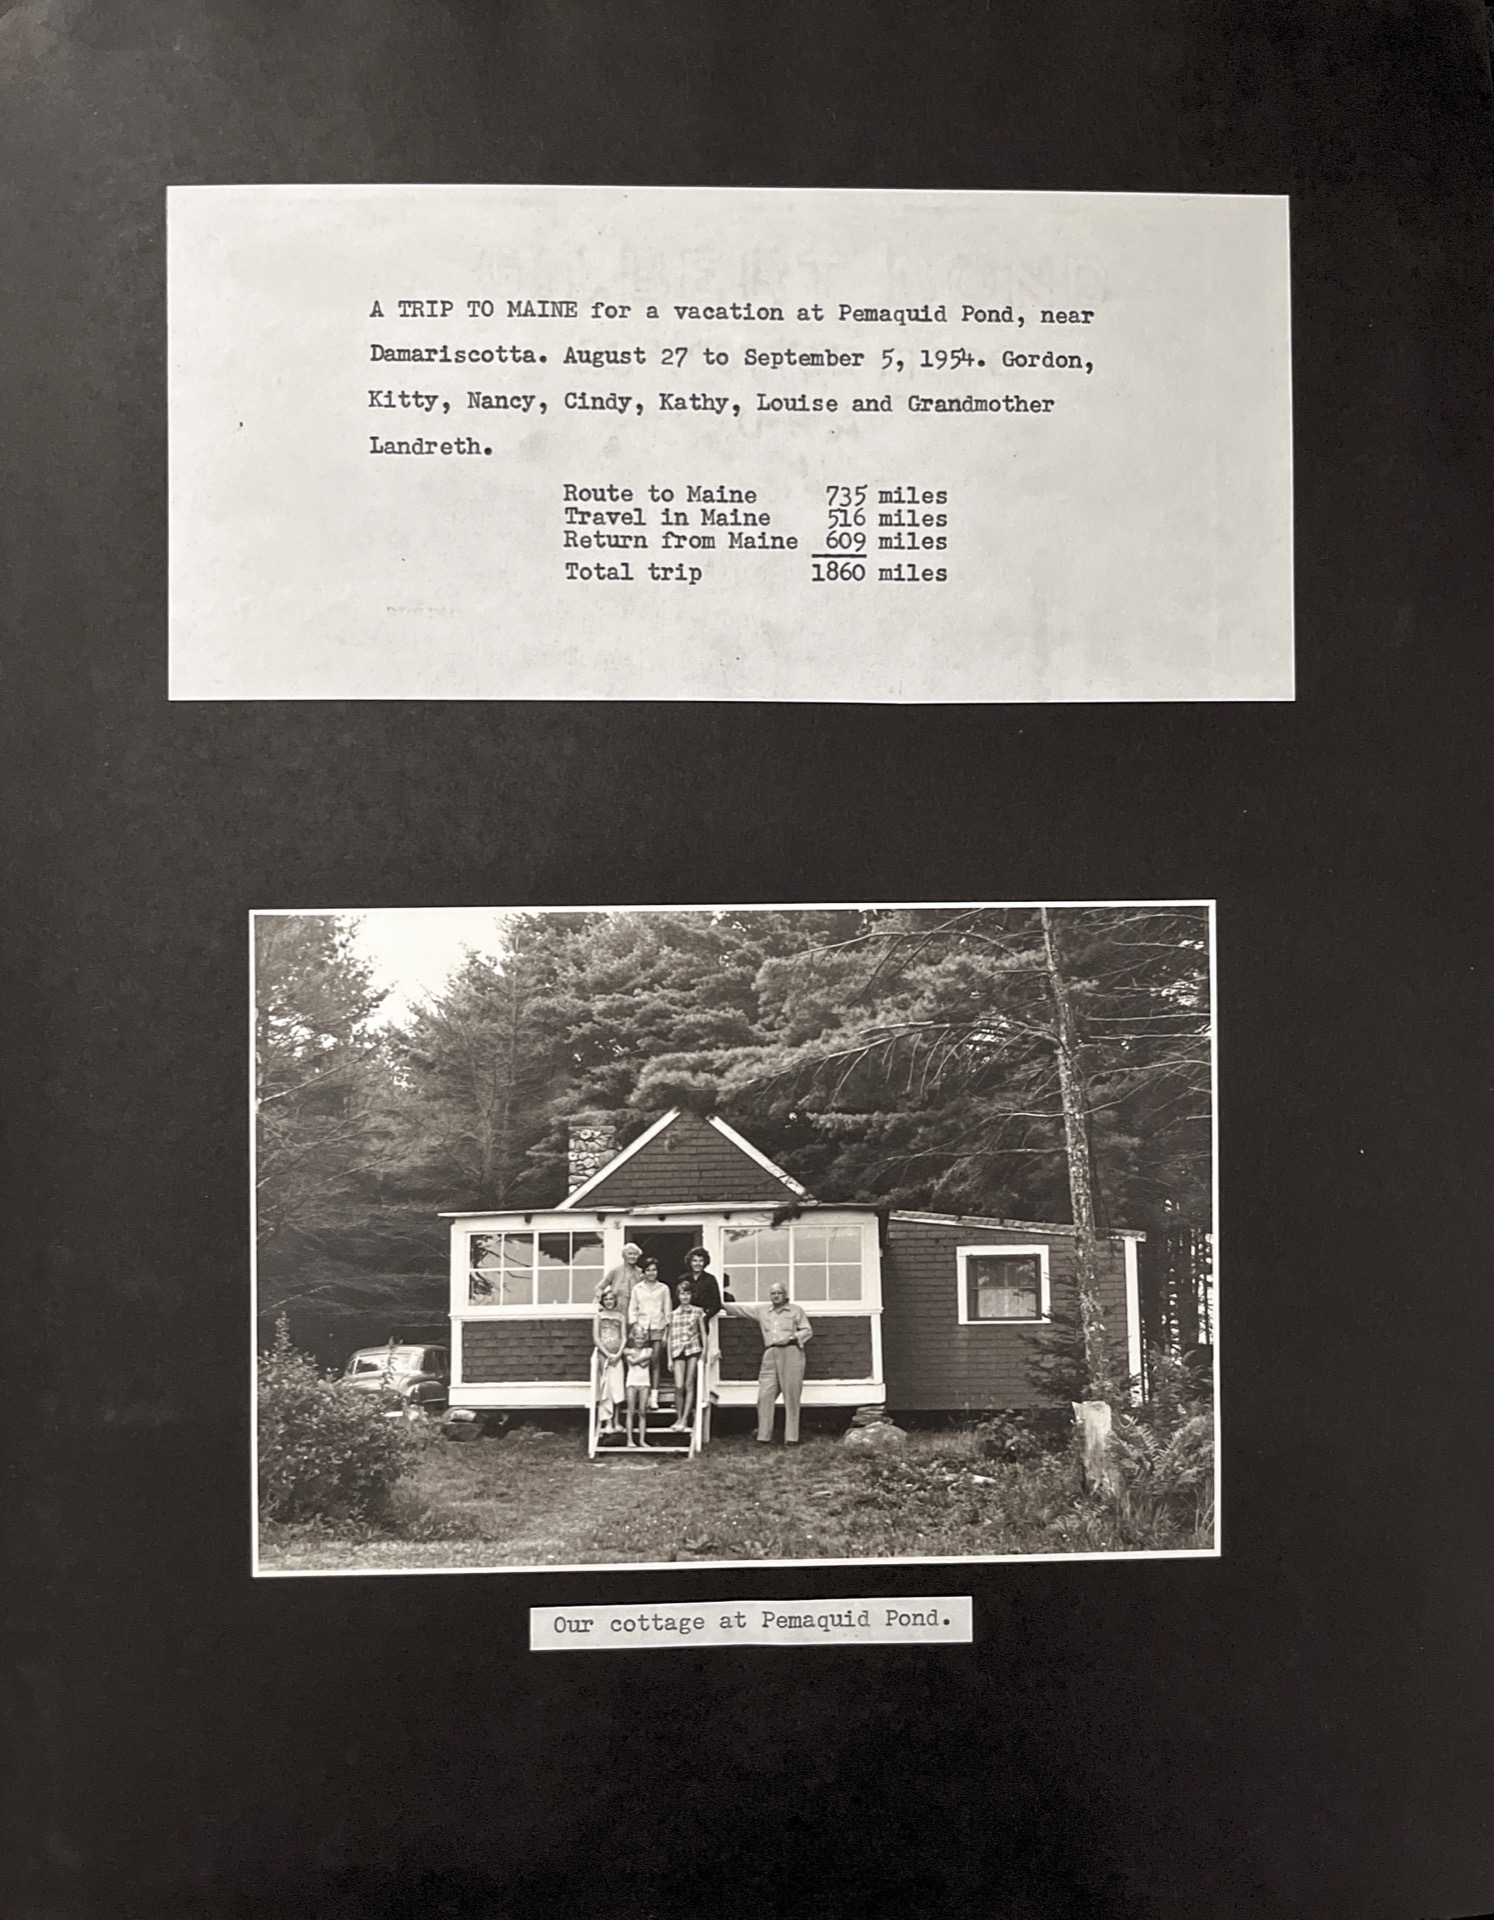 A TRIP TO MAINE for a vacation at Pemaquid Pond, near
Damariscotta. August 27 to September 5, 1954. Gordon,
Kitty, Nancy, Cindy, Kathy, Louise and Grandmother
Landreth.
Route to Maine 735 miles
Travel in Maine 516 miles
Return from Maine 609 miles
Total trip 1860 miles
Our cottage at Pemaquid Pond.